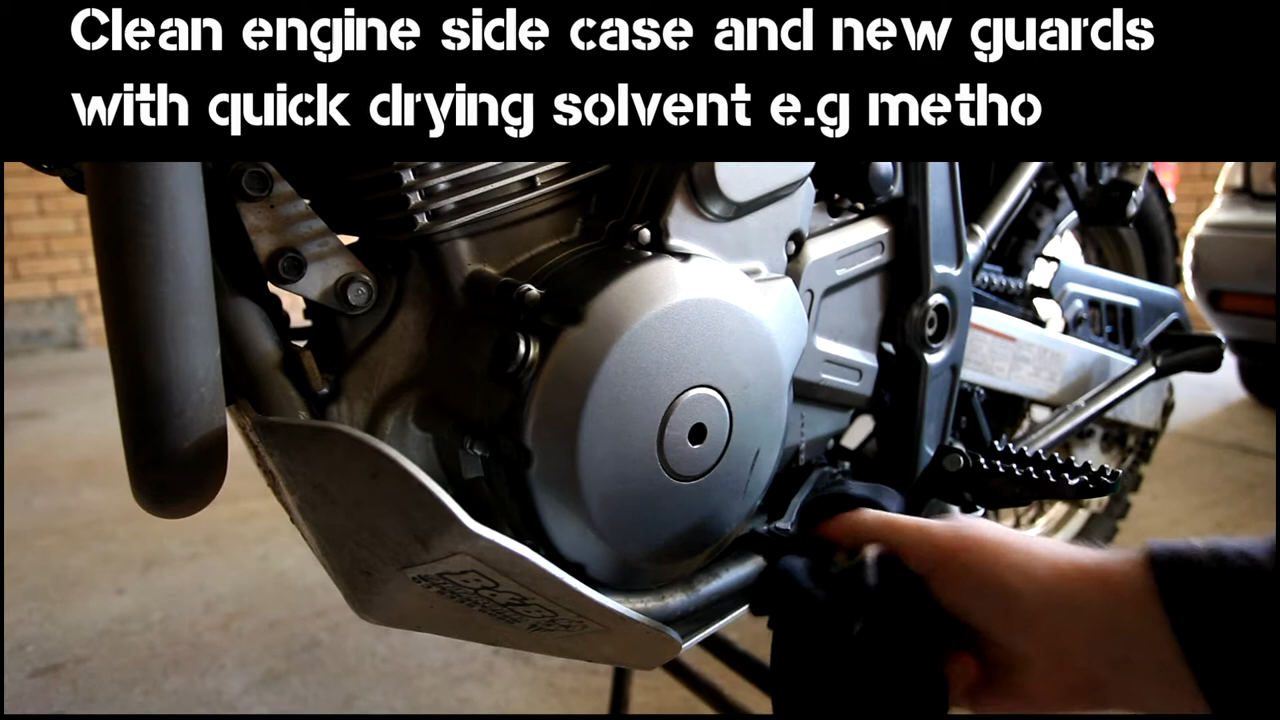 Clean engine side case and new guards
with quick drying solvent e.g metho
B&B